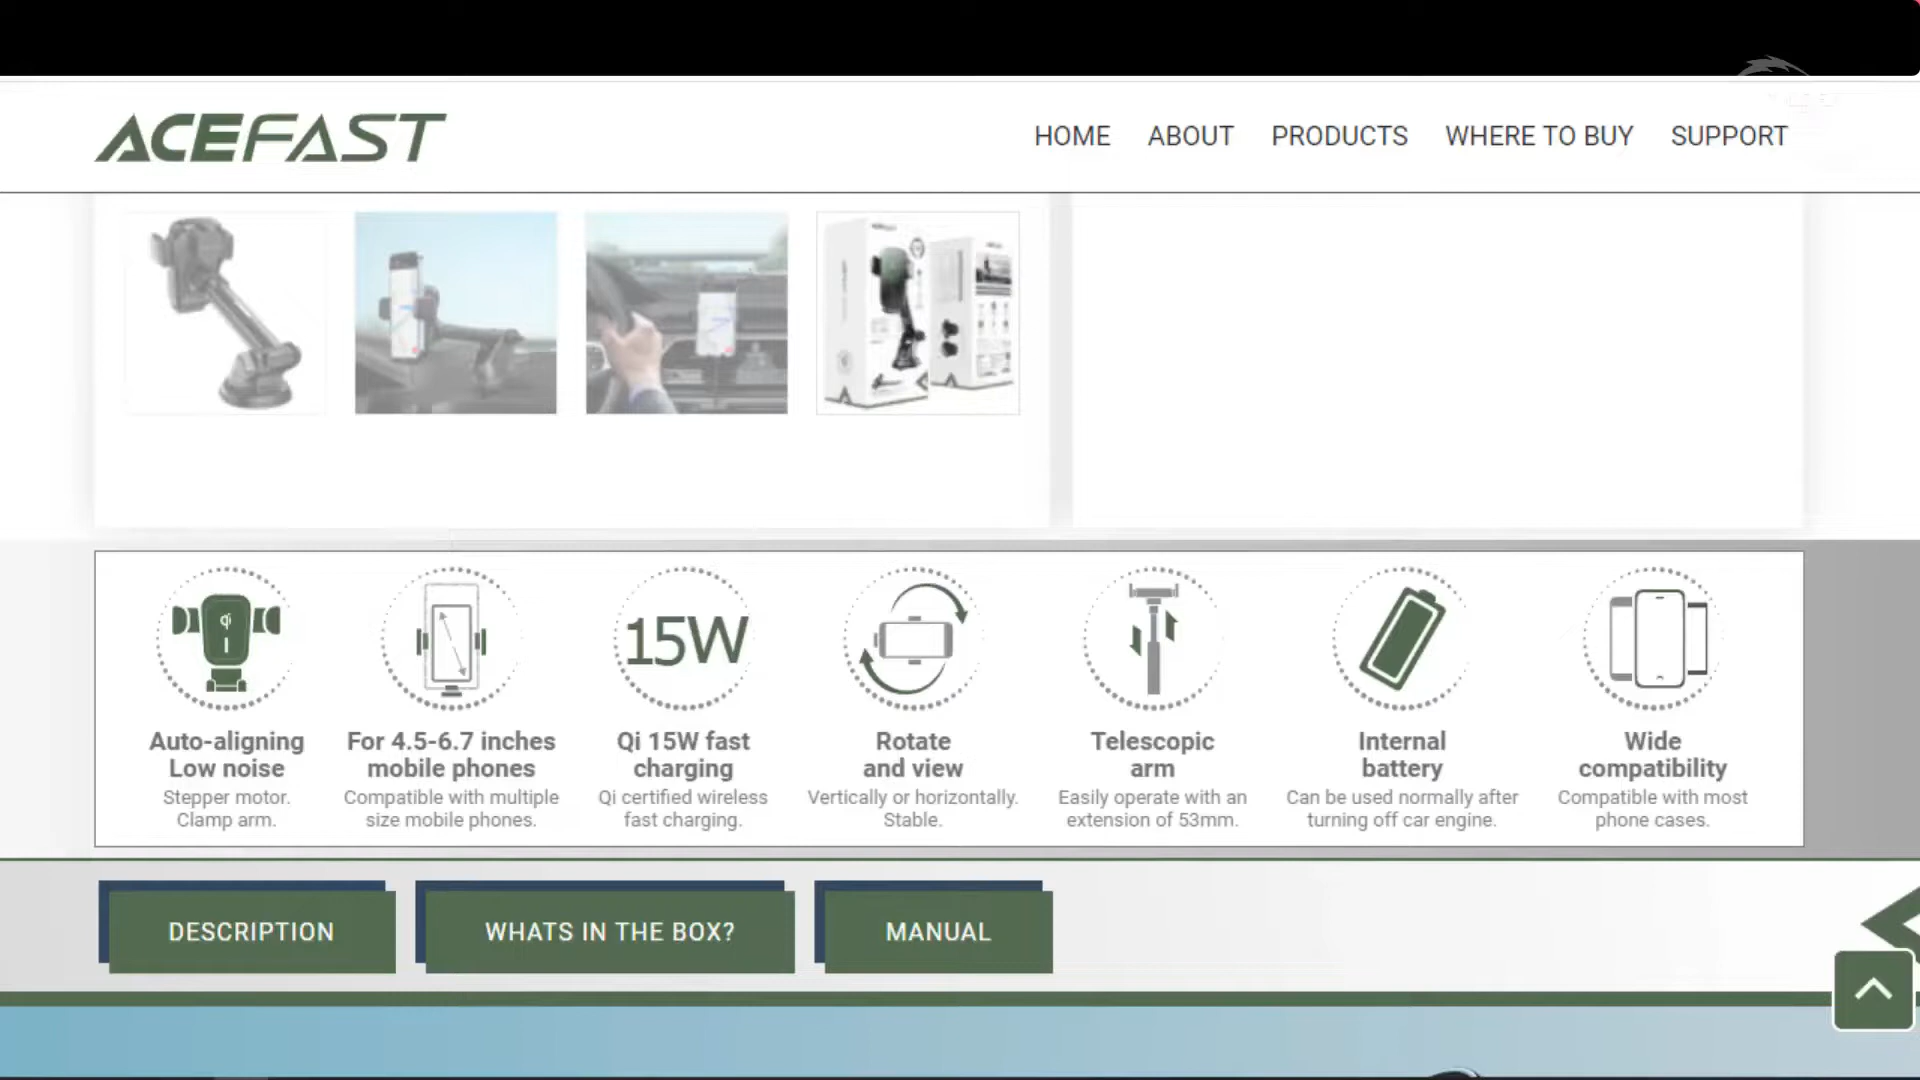 ACEFAST
HOME ABOUT PRODUCTS WHERE TO BUY SUPPORT
qi
15W
Auto-aligning
Low noise
Stepper motor.
Clamp arm.
For 4.5-6.7 inches
mobile phones
Compatible with multiple
size mobile phones.
Qi 15W fast
charging
Qi certified wireless
fast charging.
Rotate
and view
Vertically or horizontally.
Stable.
Telescopic
arm
Easily operate with an
extension of 53mm.
Internal
battery
Can be used normally after
turning off car engine.
Wide
compatibility
Compatible with most
phone cases.
DESCRIPTION
WHATS IN THE BOX?
MANUAL